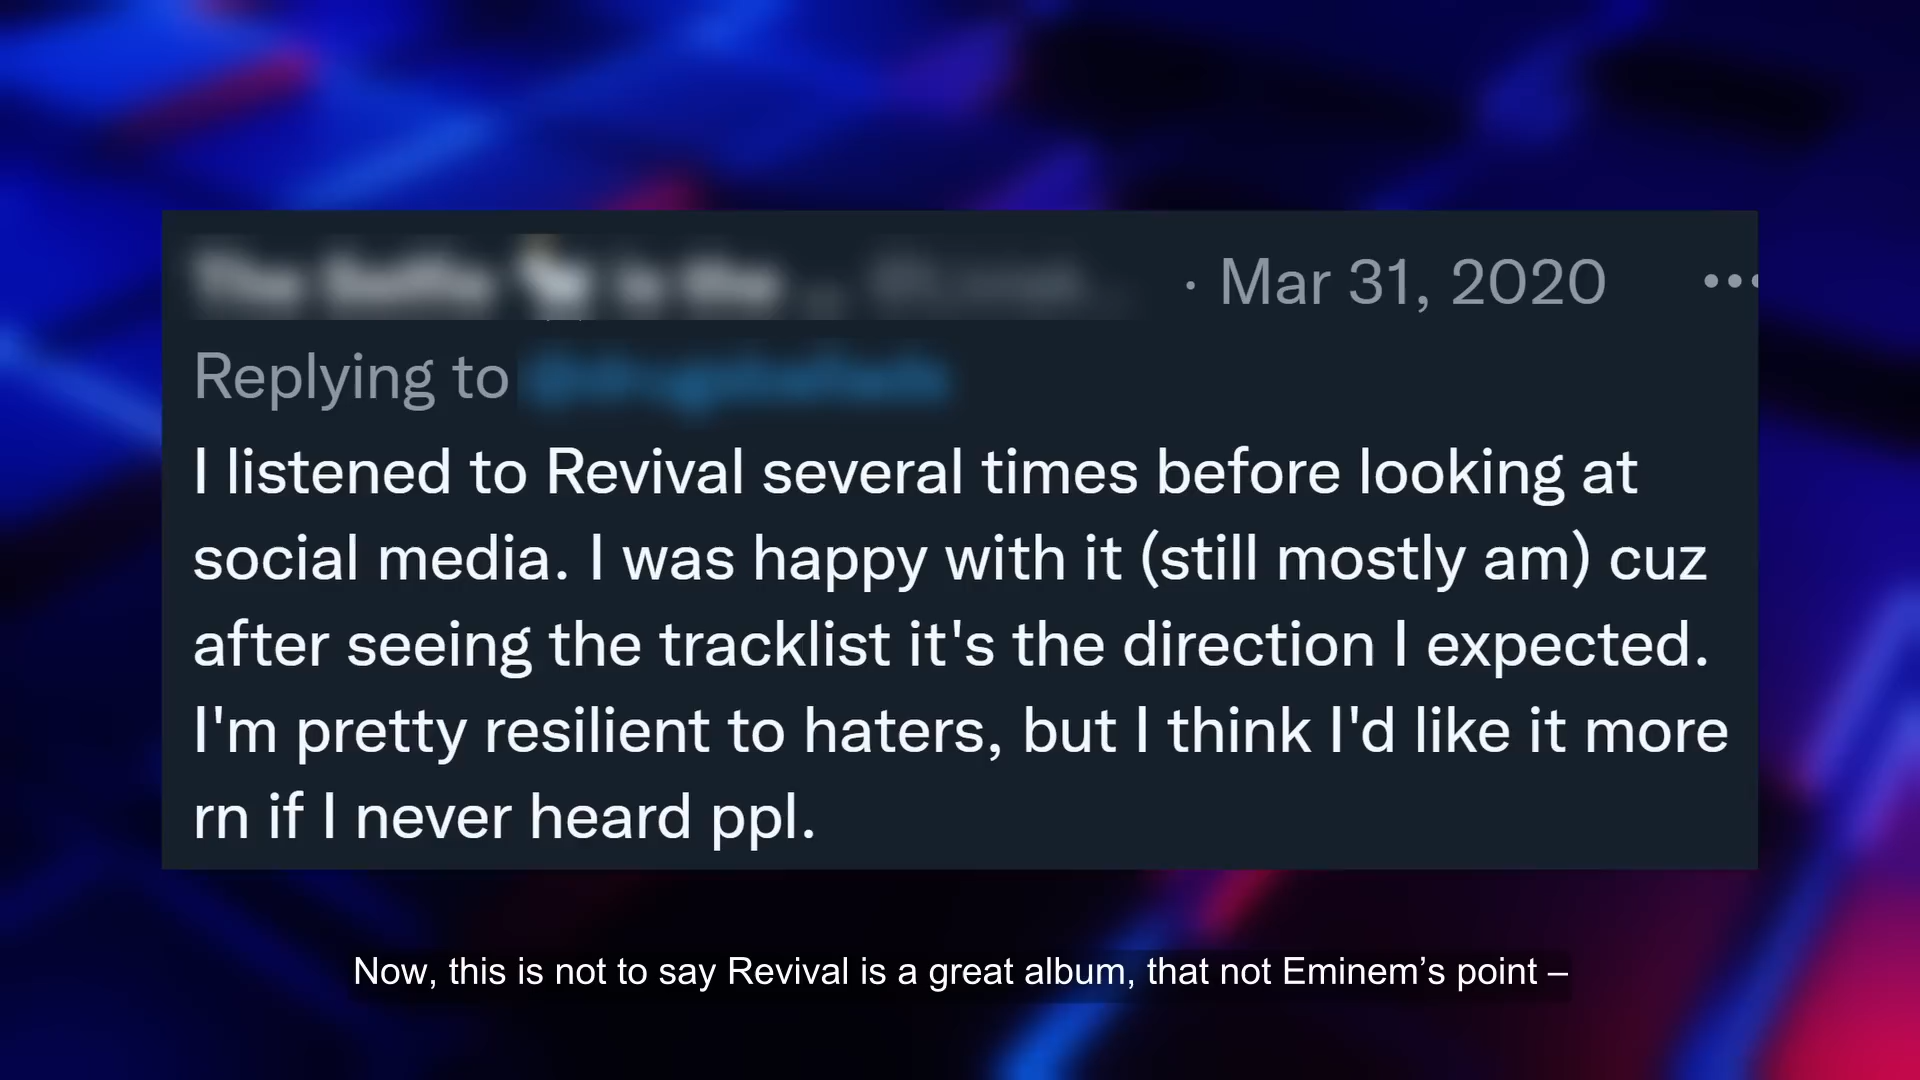 · Mar 31, 2020 •••
Replying to
I listened to Revival several times before looking at
social media. I was happy with it (still mostly am) cuz
after seeing the tracklist it's the direction I expected.
I'm pretty resilient to haters, but I think I'd like it more
rn if I never heard ppl.
Now, this is not to say Revival is a great album, that not Eminem’s point –